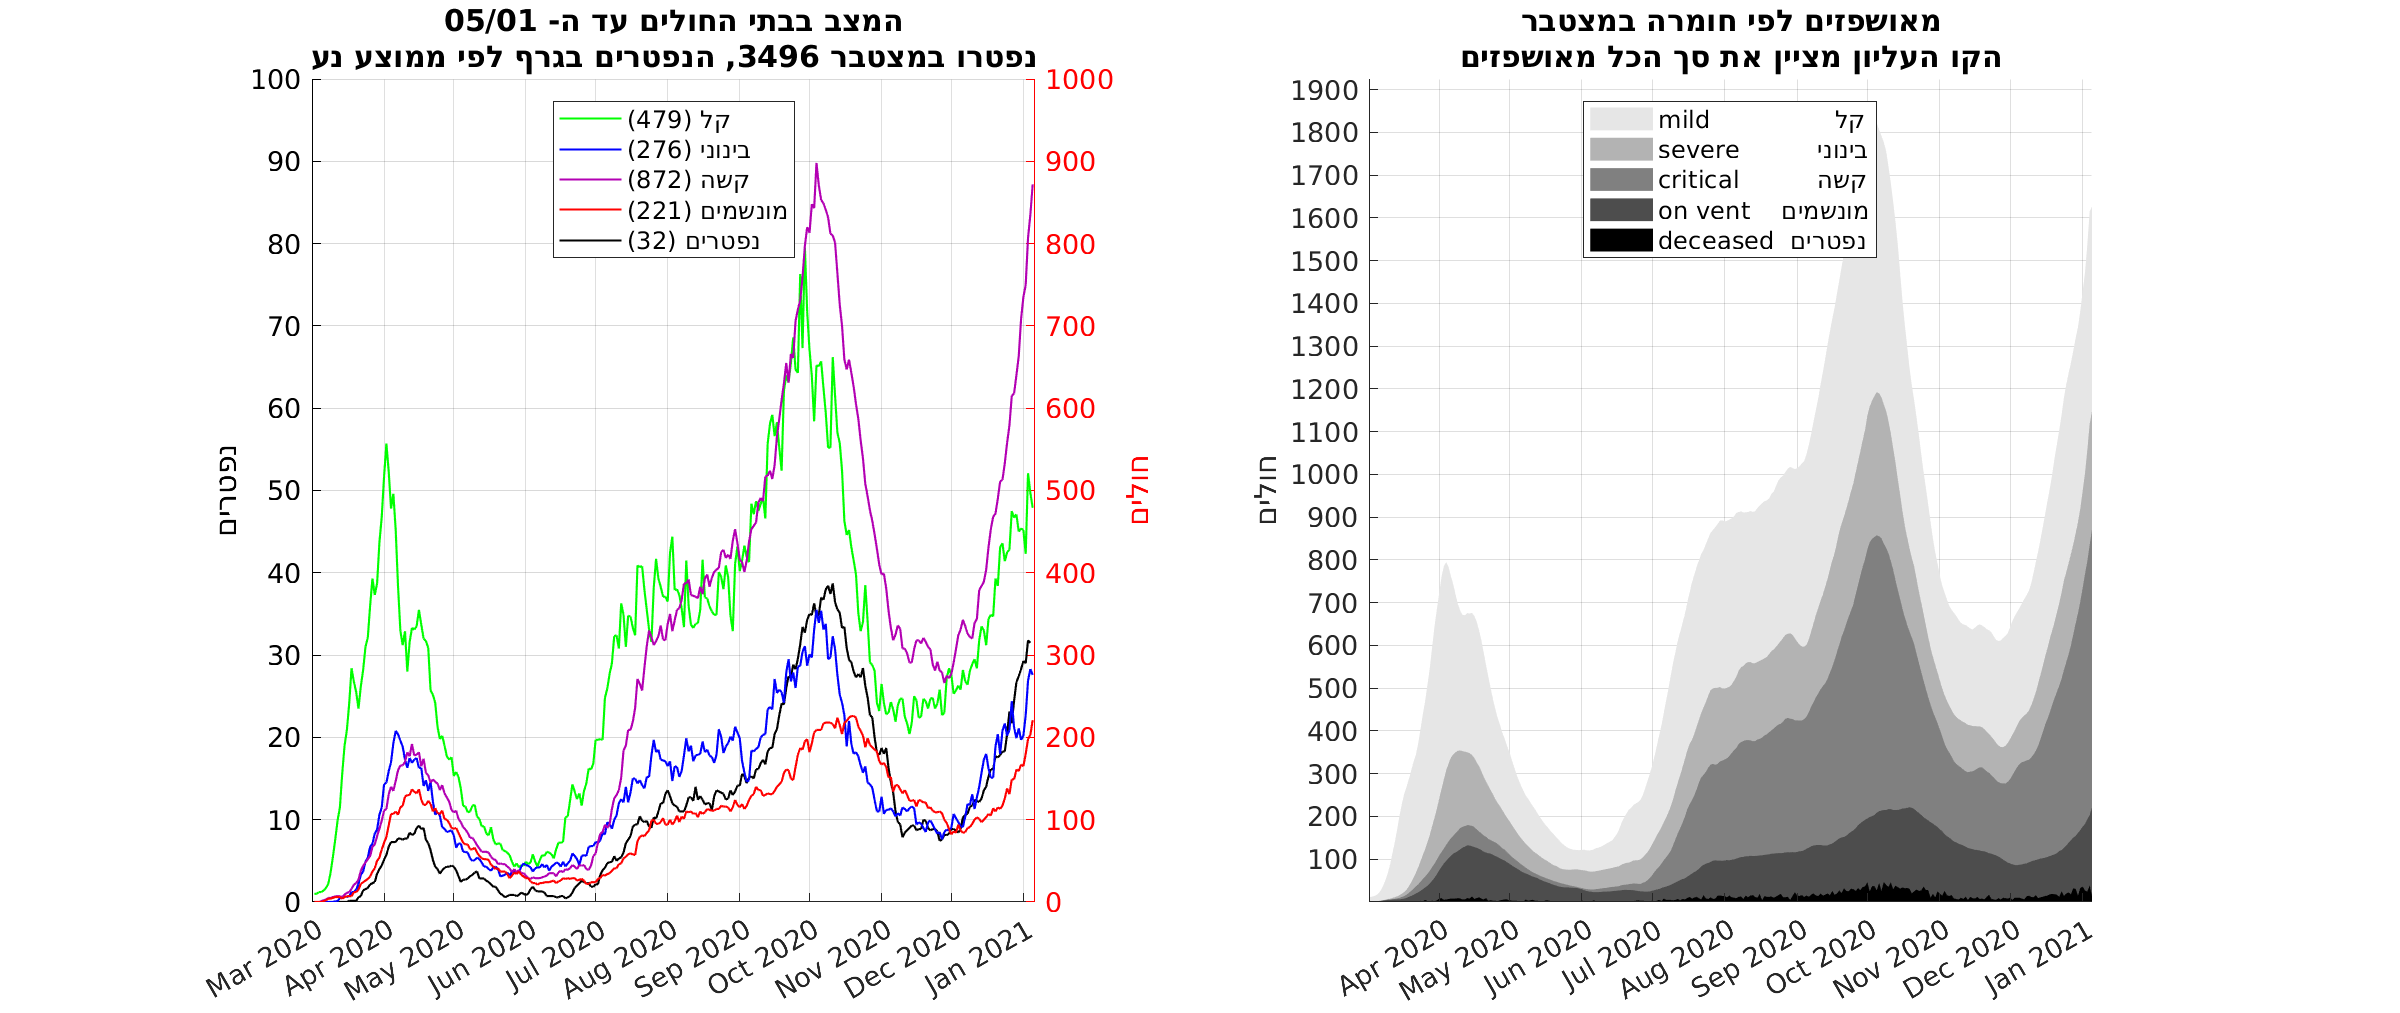 המצב בבתי החולים עד ה- 05/01
נפטרו במצטבר 3496, הנפטרים בגרף לפי ממוצע נע
100
90
80
70
60
50
40
30
20
10
0
נפטרים
1000
900
800
700
600
500
400
300
200
100
0
חולים
קל (479)
בינוני (276)
קשה (872)
מונשמים (221)
נפטרים (32)
Mar 2020
Apr 2020
May 2020
Jun 2020
Jul 2020
Aug 2020
Sep 2020
Oct 2020
Nov 2020
Dec 2020
Jan 2021
מאושפזים לפי חומרה במצטבר
הקו העליון מציין את סך הכל מאושפזים
1900
1800
1700
1600
1500
1400
1300
1200
1100
1000
900
800
700
600
500
400
300
200
100
חולים
mild קל
severe בינוני
critical קשה
on vent מונשמים
deceased נפטרים
Apr 2020
May 2020
Jun 2020
Jul 2020
Aug 2020
Sep 2020
Oct 2020
Nov 2020
Dec 2020
Jan 2021